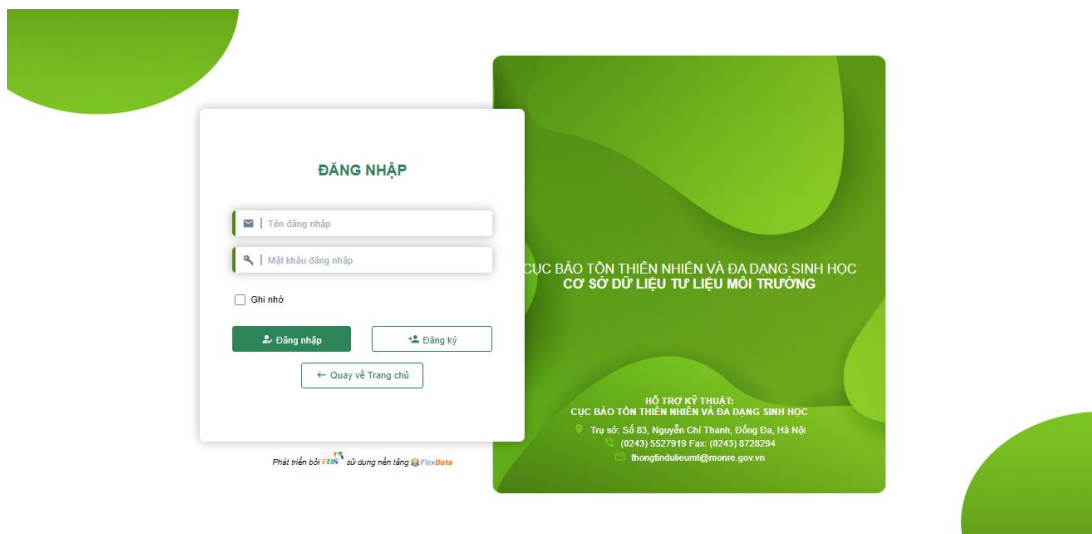 ĐĂNG NHẬP
Tên đăng nhập
Mật khẩu đăng nhập
Ghi nhớ
Đăng nhập
Đăng ký
← Quay về Trang chủ
Phát triển bởi FDS sử dụng nền tảng FlexData
CỤC BẢO TỒN THIÊN NHIÊN VÀ ĐA DẠNG SINH HỌC
CƠ SỞ DỮ LIỆU TƯ LIỆU MÔI TRƯỜNG
HỖ TRỢ KỸ THUẬT:
CỤC BẢO TỒN THIÊN NHIÊN VÀ ĐA DẠNG SINH HỌC
Trụ sở: Số 83, Nguyễn Chí Thanh, Đống Đa, Hà Nội
(0243) 5527919 Fax: (0243) 8728294
thongtindulieumt@monre.gov.vn